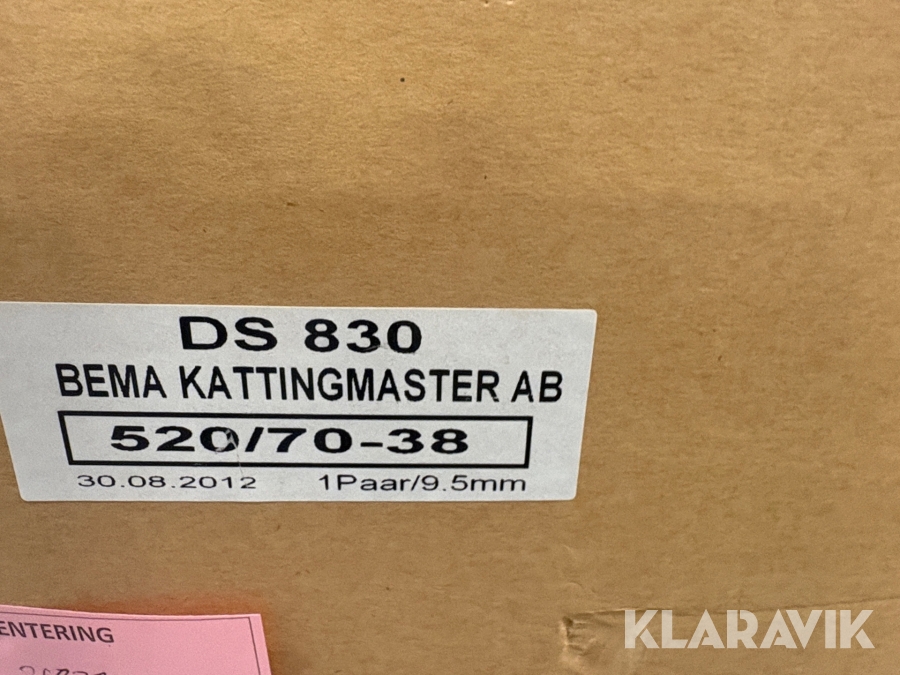 DS 830
BEMA KATTINGMASTER AB
520/70-38
30.08.2012 1Paar/9.5mm
ENTERING
KLARAVIK